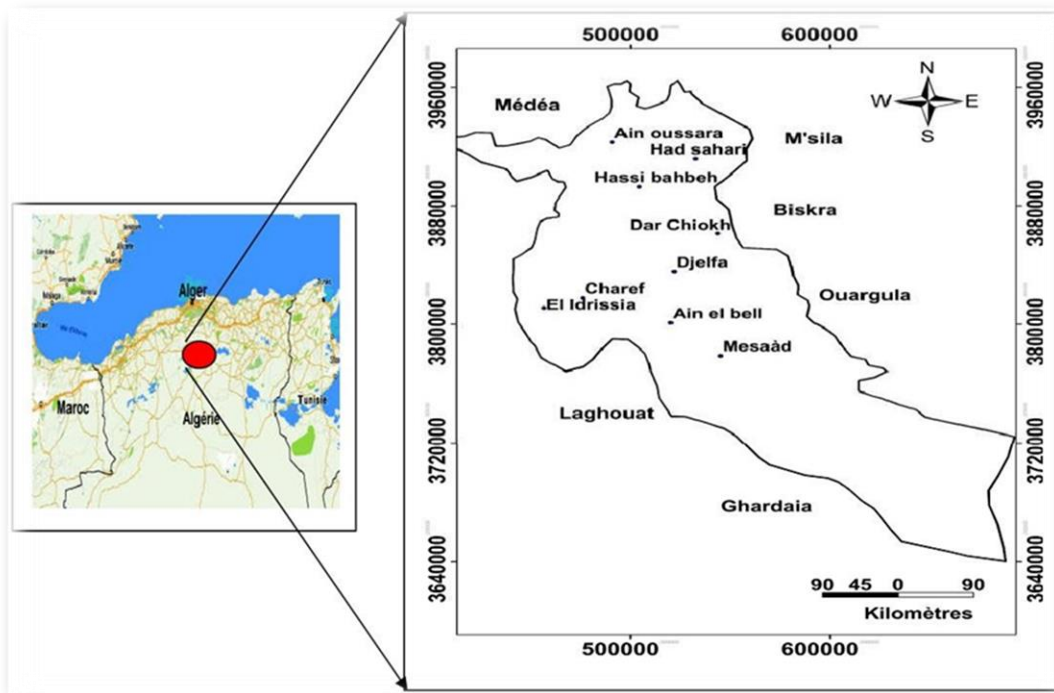 500000 600000
3960000
3880000
3800000
3720000
3640000
N
W E
S
Médéa
M'sila
Ain oussara
Had sahari
Hassi bahbeh
Biskra
Dar Chiokh
Djelfa
Charef
El Idrissia
Ouargula
Ain el bell
Mesaàd
Laghouat
Ghardaia
90 45 0 90
Kilomètres
3960000
3880000
3800000
3720000
3640000
500000 600000
Alger
Maroc
Algérie
Tunisie